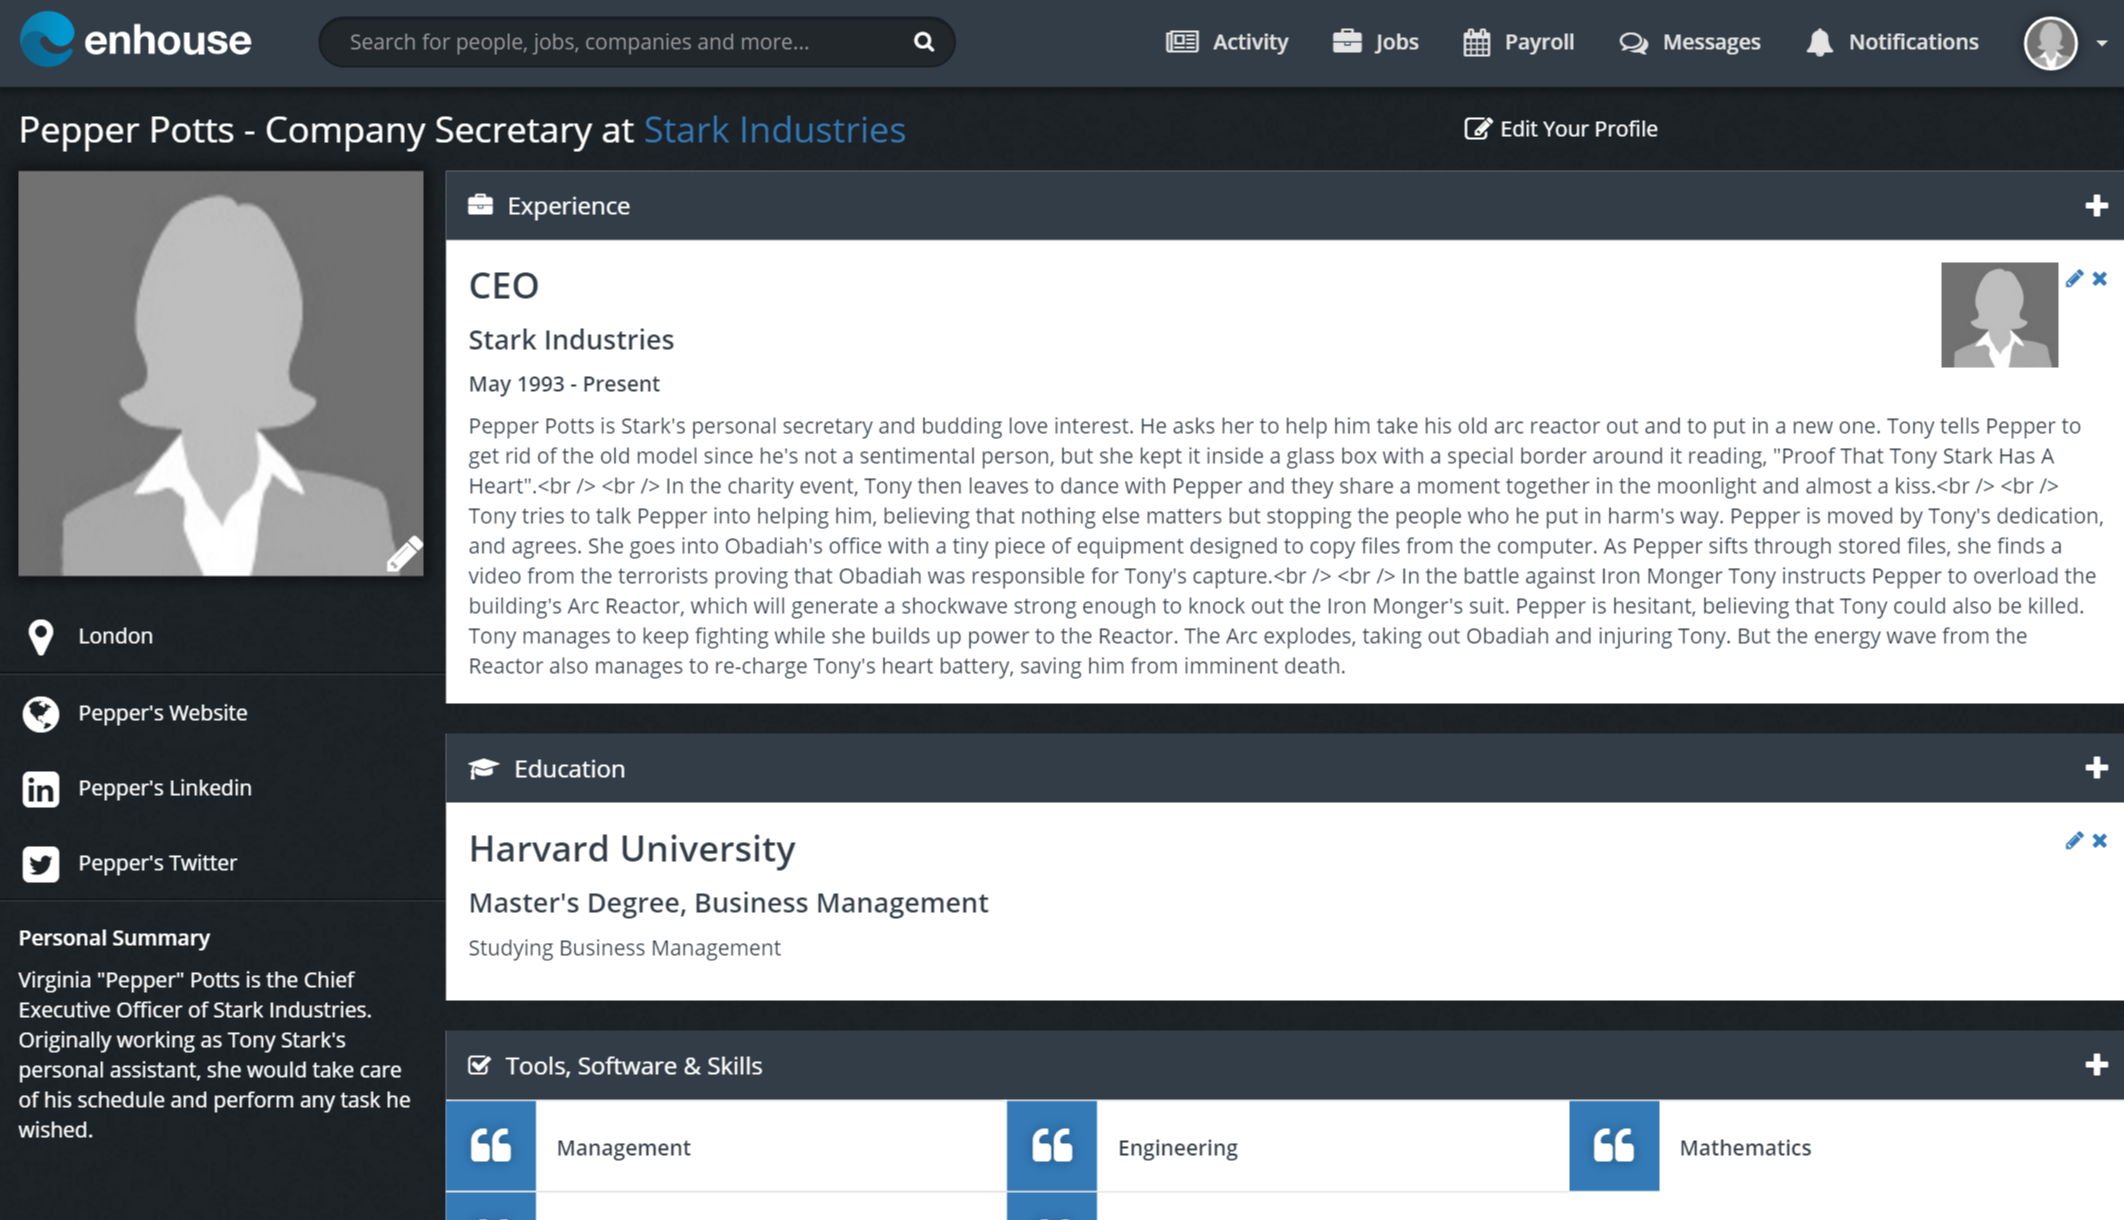 enhouse
Search for people, jobs, companies and more...
Activity
Jobs
Payroll
Messages
Notifications
Pepper Potts - Company Secretary at Stark Industries
Edit Your Profile
London
Pepper's Website
in
Pepper's Linkedin
Pepper's Twitter
Personal Summary
Virginia "Pepper" Potts is the Chief
Executive Officer of Stark Industries.
Originally working as Tony Stark's
personal assistant, she would take care
of his schedule and perform any task he
wished.
Experience
CEO
Stark Industries
May 1993 - Present
Pepper Potts is Stark's personal secretary and budding love interest. He asks her to help him take his old arc reactor out and to put in a new one. Tony tells Pepper to
get rid of the old model since he's not a sentimental person, but she kept it inside a glass box with a special border around it reading, "Proof That Tony Stark Has A
Heart".<br /> <br /> In the charity event, Tony then leaves to dance with Pepper and they share a moment together in the moonlight and almost a kiss.<br /> <br />
Tony tries to talk Pepper into helping him, believing that nothing else matters but stopping the people who he put in harm's way. Pepper is moved by Tony's dedication,
and agrees. She goes into Obadiah's office with a tiny piece of equipment designed to copy files from the computer. As Pepper sifts through stored files, she finds a
video from the terrorists proving that Obadiah was responsible for Tony's capture.<br /> <br /> In the battle against Iron Monger Tony instructs Pepper to overload the
building's Arc Reactor, which will generate a shockwave strong enough to knock out the Iron Monger's suit. Pepper is hesitant, believing that Tony could also be killed.
Tony manages to keep fighting while she builds up power to the Reactor. The Arc explodes, taking out Obadiah and injuring Tony. But the energy wave from the
Reactor also manages to re-charge Tony's heart battery, saving him from imminent death.
Education
Harvard University
Master's Degree, Business Management
Studying Business Management
Tools, Software & Skills
Management
Engineering
Mathematics